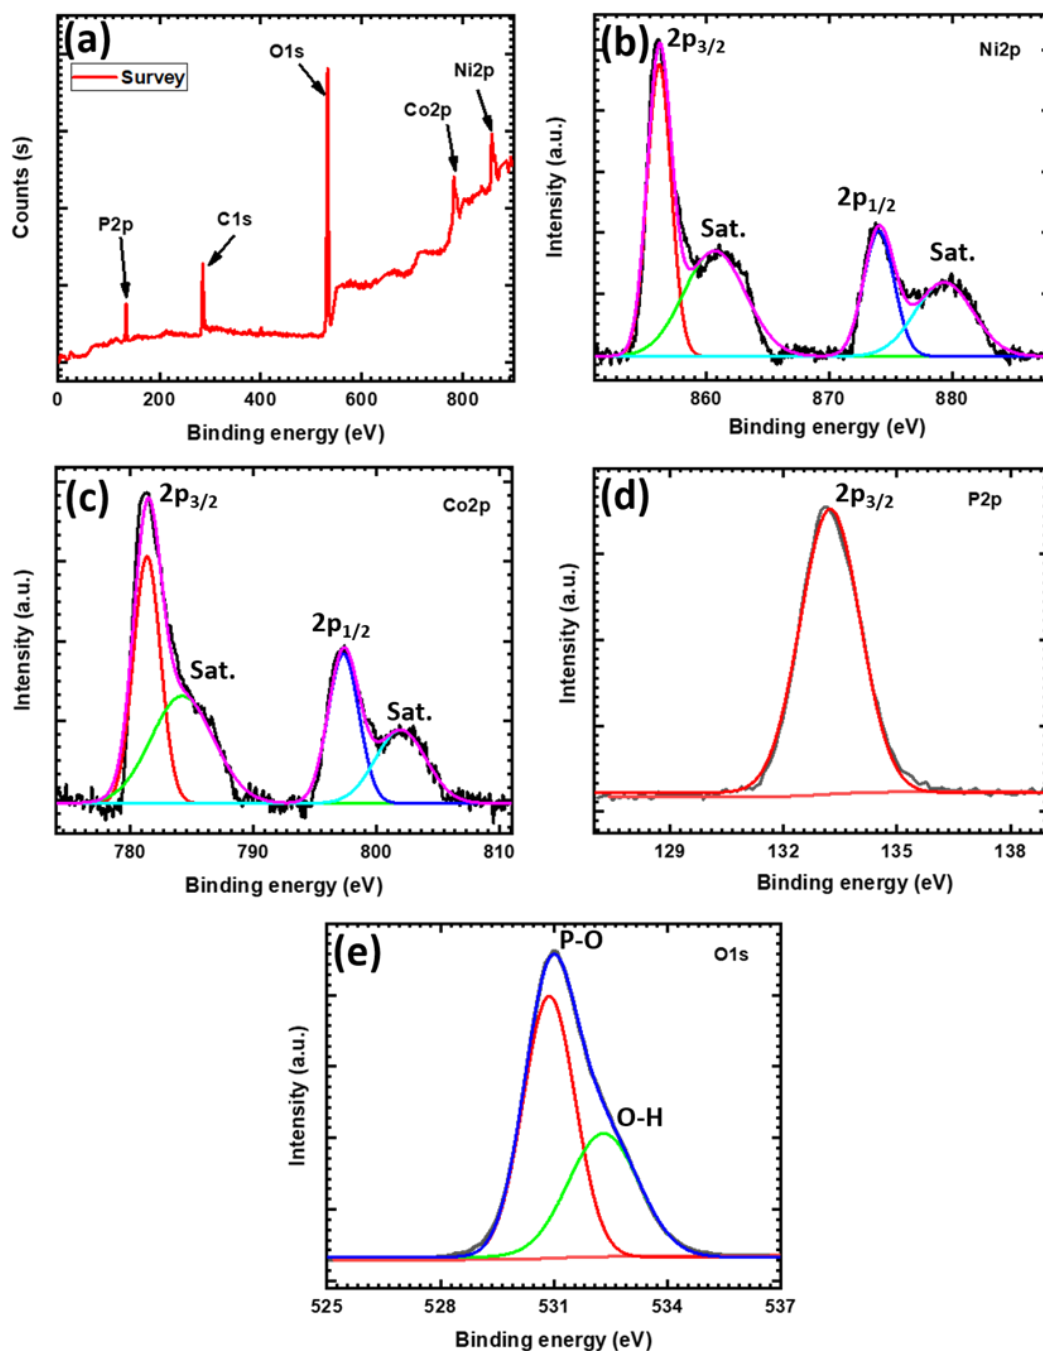 (a)
Survey
P2p
C1s
O1s
Co2p
Ni2p
Counts (s)
0 200 400 600 800
Binding energy (eV)
(b)
2p3/2
Ni2p
Sat.
2p1/2
Sat.
Intensity (a.u.)
860 870 880
Binding energy (eV)
(c)
2p3/2
Co2p
Sat.
2p1/2
Sat.
Intensity (a.u.)
780 790 800 810
Binding energy (eV)
(d)
2p3/2
P2p
Intensity (a.u.)
129 132 135 138
Binding energy (eV)
(e)
P-O
O1s
O-H
Intensity (a.u.)
525 528 531 534 537
Binding energy (eV)